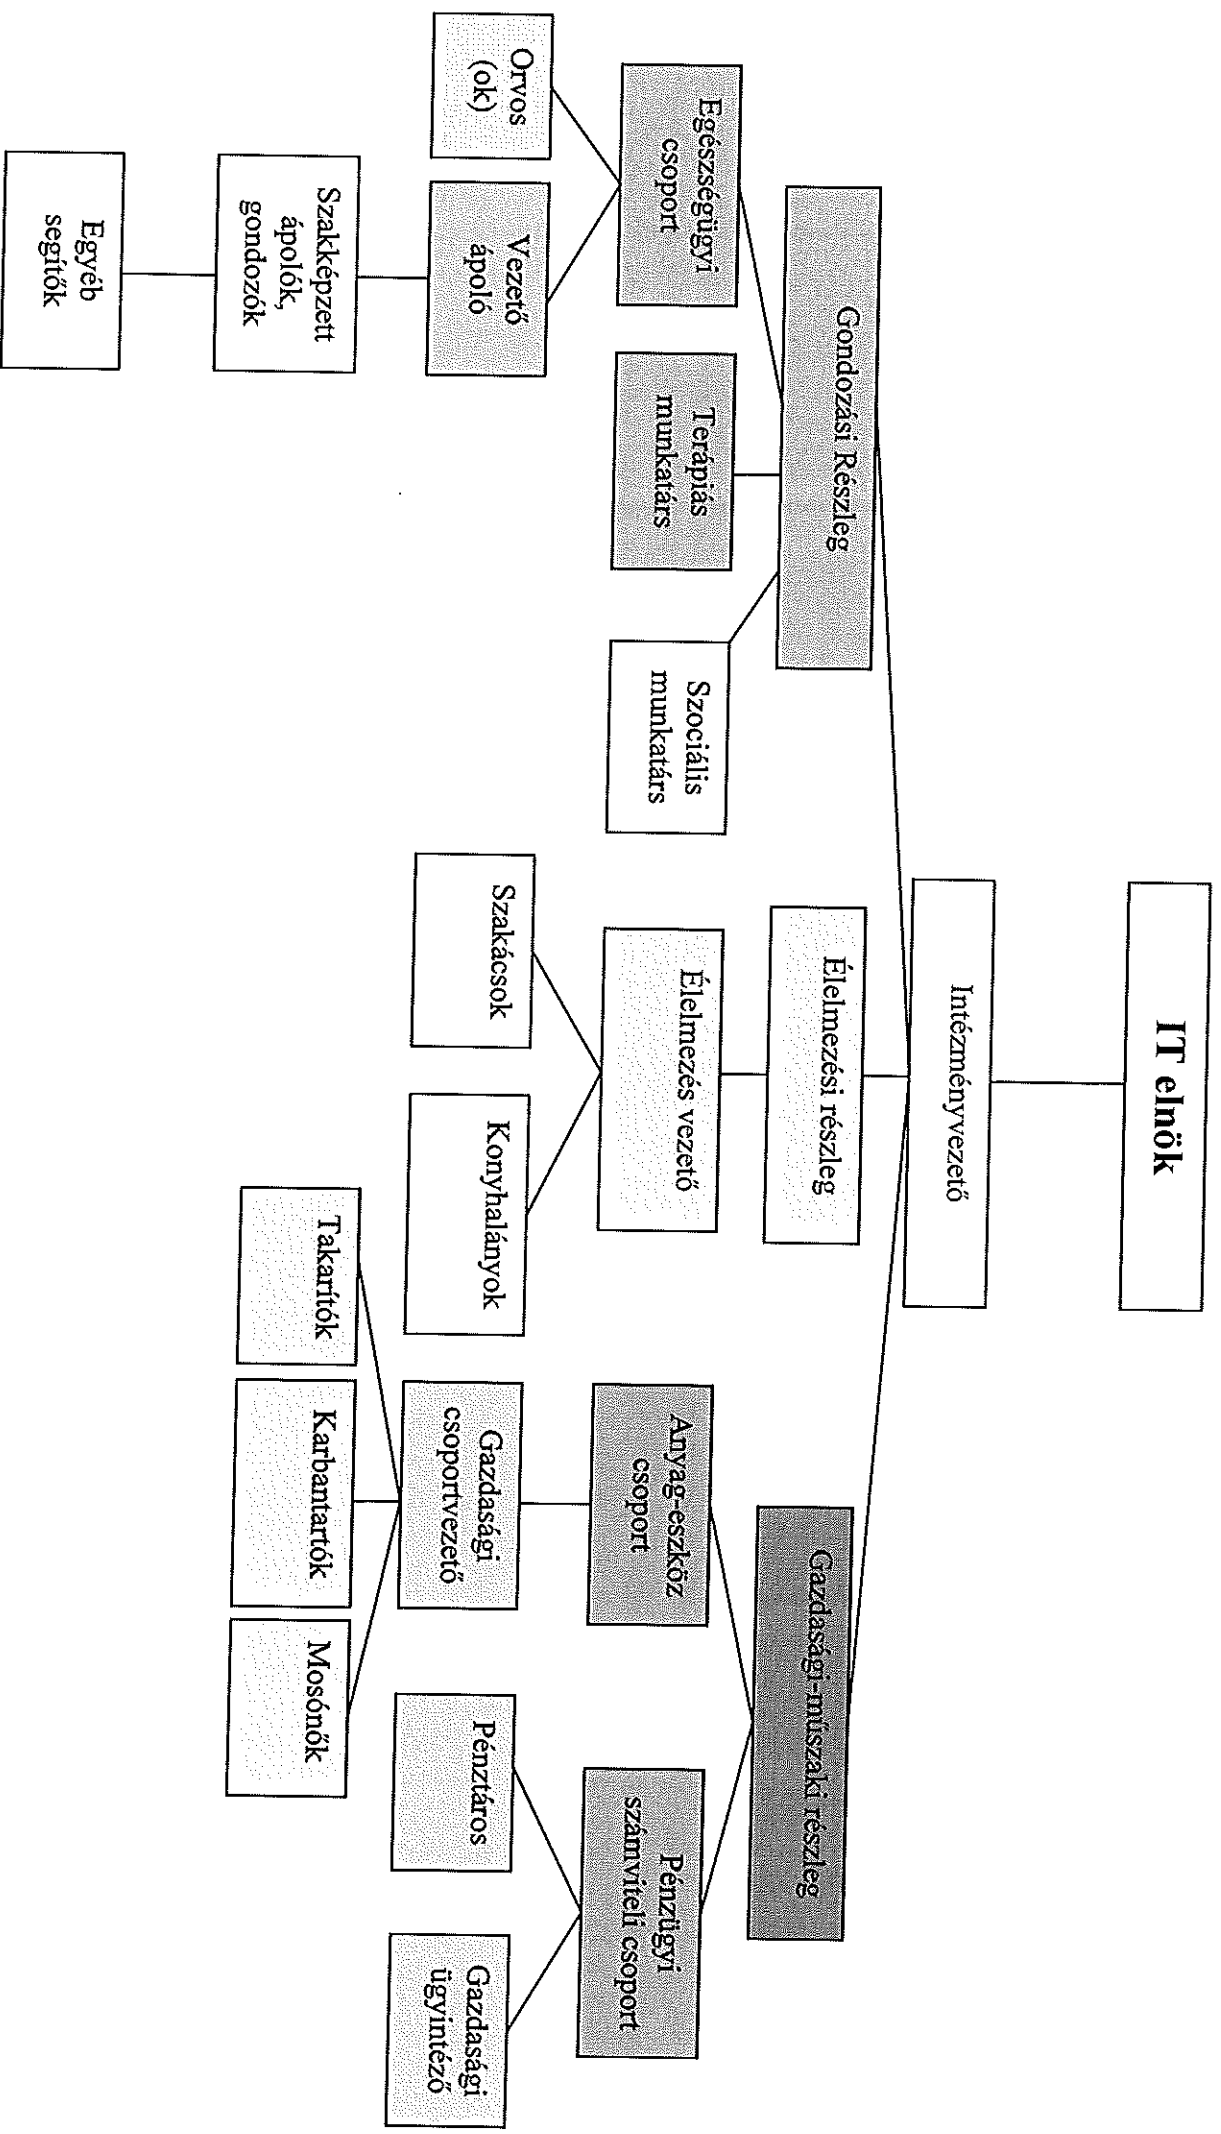 IT elnök
Intézményvezető
Gondozási Részleg
Élelmezési részleg
Gazdasági-műszaki részleg
Egészségügyi
csoport
Terápiás
munkatárs
Szociális
munkatárs
Élelmezés vezető
Anyag-eszköz
csoport
Pénzügyi
számviteli csoport
Orvos
(ok)
Vezető
ápoló
Szakácsok
Konyhalányok
Gazdasági
csoportvezető
Pénztáros
Gazdasági
ügyintéző
Szakképzett
ápolók,
gondozók
Takarítók
Karbantartók
Mosónők
Egyéb
segítők